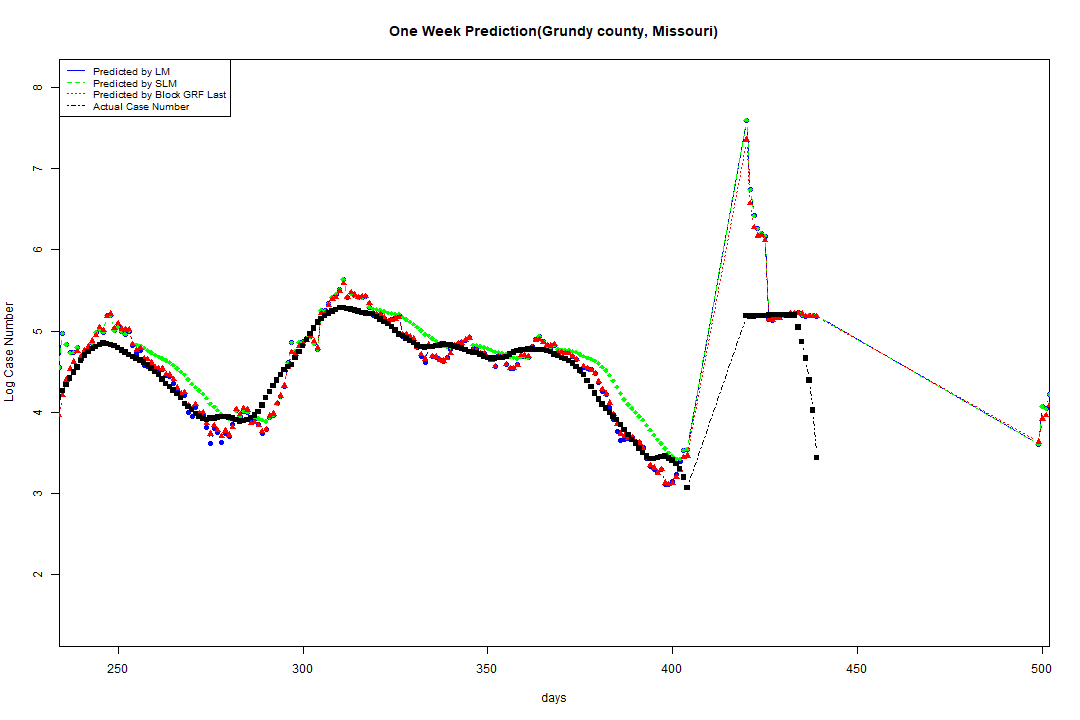 One Week Prediction(Grundy county, Missouri)
Predicted by LM
Predicted by SLM
Predicted by Block GRF Last
Actual Case Number
8
7
6
5
4
3
2
Log Case Number
250 300 350 400 450 500
days